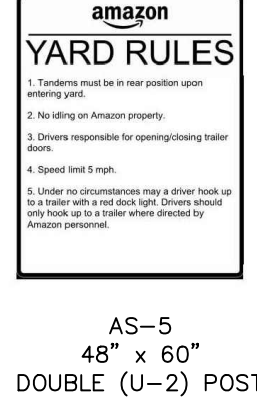 amazon
YARD RULES
1. Tandems must be in rear position upon
entering yard.
2. No idling on Amazon property.
3. Drivers responsible for opening/closing trailer
doors.
4. Speed limit 5 mph.
5. Under no circumstances may a driver hook up
to a trailer with a red dock light. Drivers should
only hook up to a trailer where directed by
Amazon personnel.
AS-5
48" x 60"
DOUBLE (U-2) POST